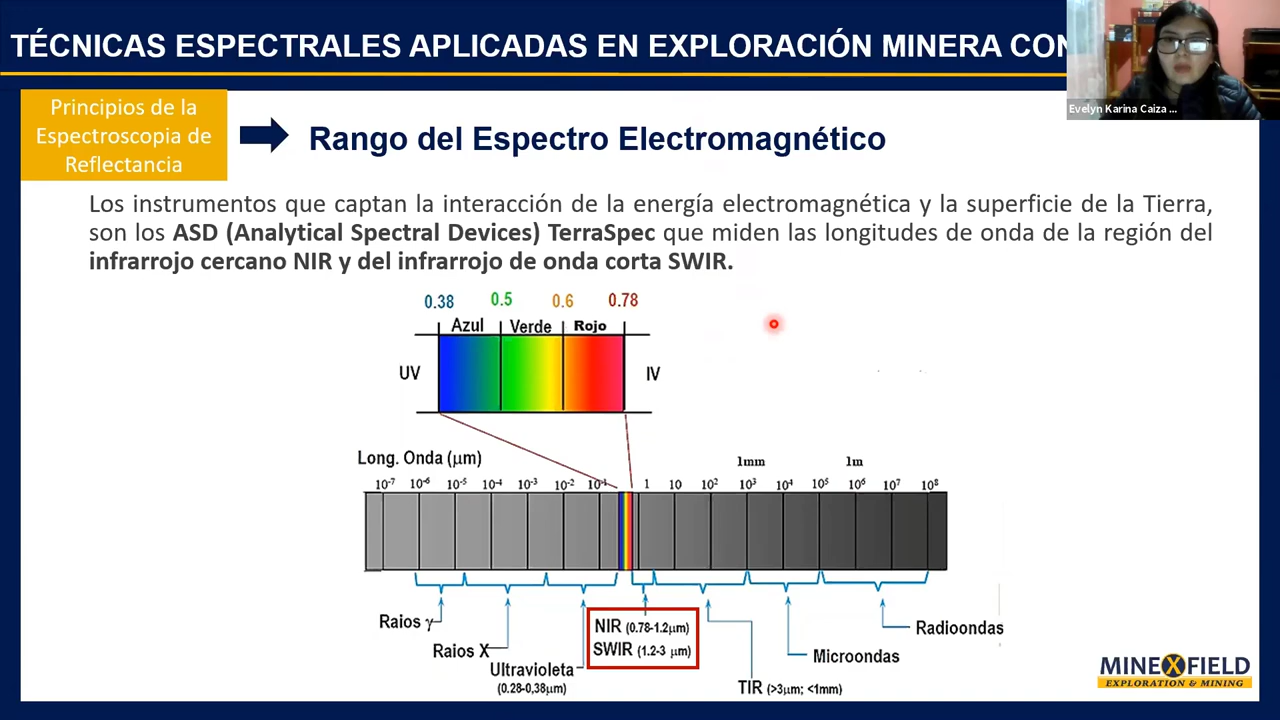 TÉCNICAS ESPECTRALES APLICADAS EN EXPLORACIÓN MINERA CON
Evelyn Karina Caiza ...
Principios de la
Espectroscopia de
Reflectancia
Rango del Espectro Electromagnético
Los instrumentos que captan la interacción de la energía electromagnética y la superficie de la Tierra,
son los ASD (Analytical Spectral Devices) TerraSpec que miden las longitudes de onda de la región del
infrarrojo cercano NIR y del infrarrojo de onda corta SWIR.
0.38 0.5 0.6 0.78
Azul Verde Rojo
UV IV
Long. Onda (μm)
1mm 1m
10⁻⁷ 10⁻⁶ 10⁻⁵ 10⁻⁴ 10⁻³ 10⁻² 10⁻¹ 1 10 10² 10³ 10⁴ 10⁵ 10⁶ 10⁷ 10⁸
Raios γ
Raios X
Ultravioleta
(0.28-0,38μm)
NIR (0.78-1.2μm)
SWIR (1.2-3 μm)
TIR (>3μm; <1mm)
Microondas
Radioondas
MINEXFIELD
EXPLORATION & MINING